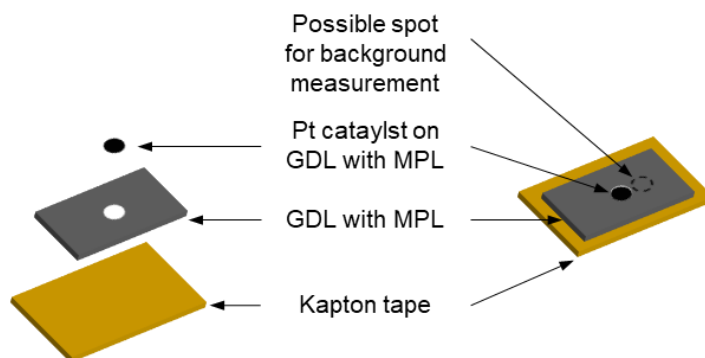 Possible spot
for background
measurement
Pt cataylst on
GDL with MPL
GDL with MPL
Kapton tape